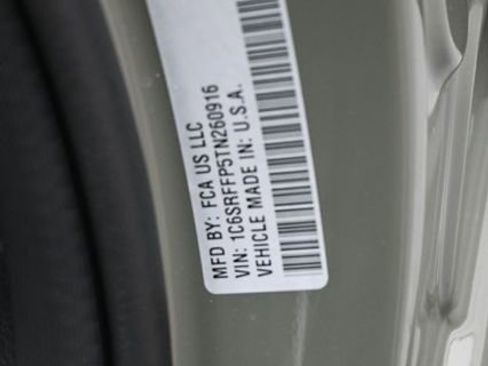 MFD BY: FCA US LLC
VIN: 1C6SRFFP5TN260916
VEHICLE MADE IN: U.S.A.